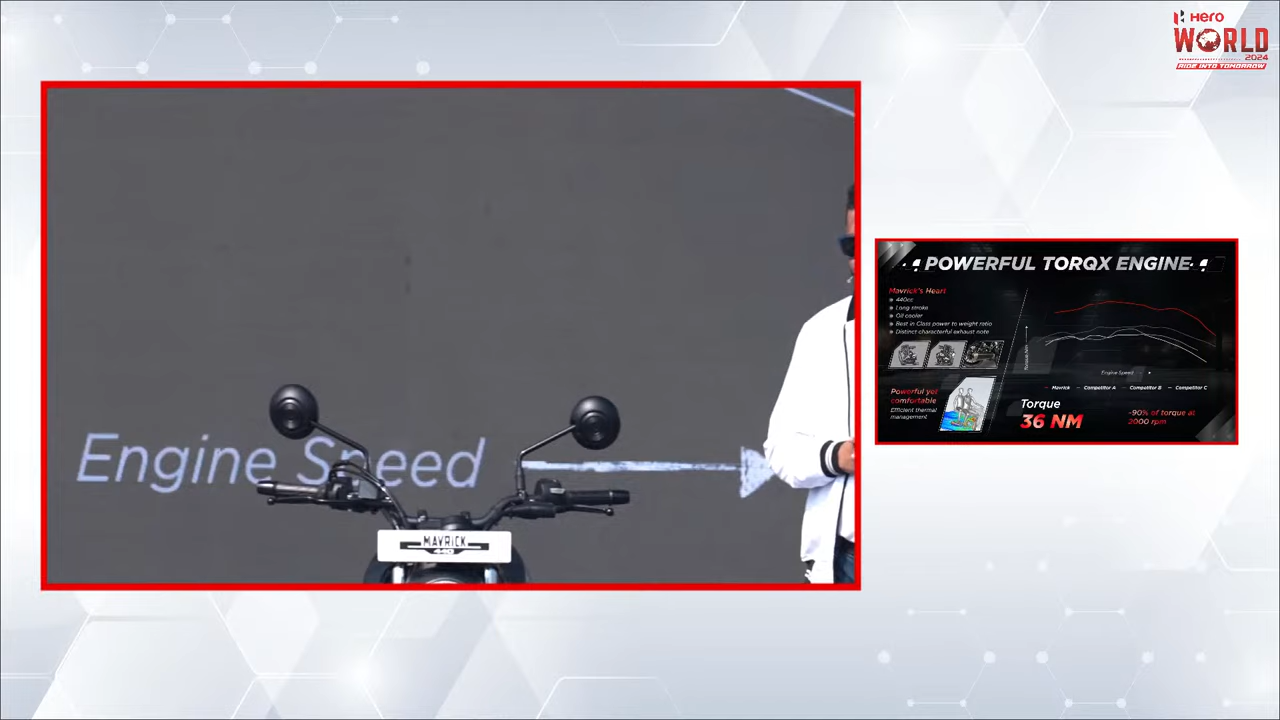 Hero
WORLD
2024
RIDE INTO TOMORROW
Engine Speed
MAVRICK
440
POWERFUL TORQX ENGINE
Mavrick's Heart
440cc
Long stroke
Oil cooler
Best in Class power to weight ratio
Distinct characterful exhaust note
Powerful yet
comfortable
Efficient thermal
management
Engine Speed
Mavrick
Competitor A
Competitor B
Competitor C
Torque
36 NM
~90% of torque at
2000 rpm